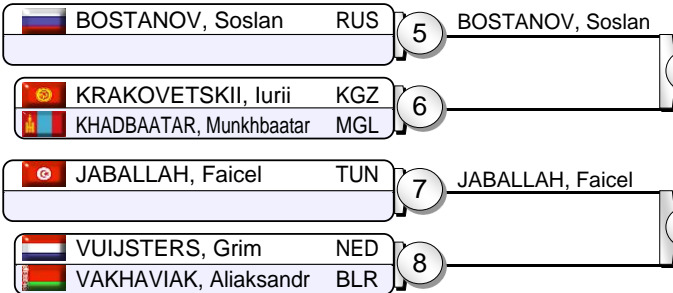 BOSTANOV, Soslan RUS
5
BOSTANOV, Soslan
KRAKOVETSKII, Iurii KGZ
KHADBAATAR, Munkhbaatar MGL
6
JABALLAH, Faicel TUN
7
JABALLAH, Faicel
VUIJSTERS, Grim NED
VAKHAVIAK, Aliaksandr BLR
8